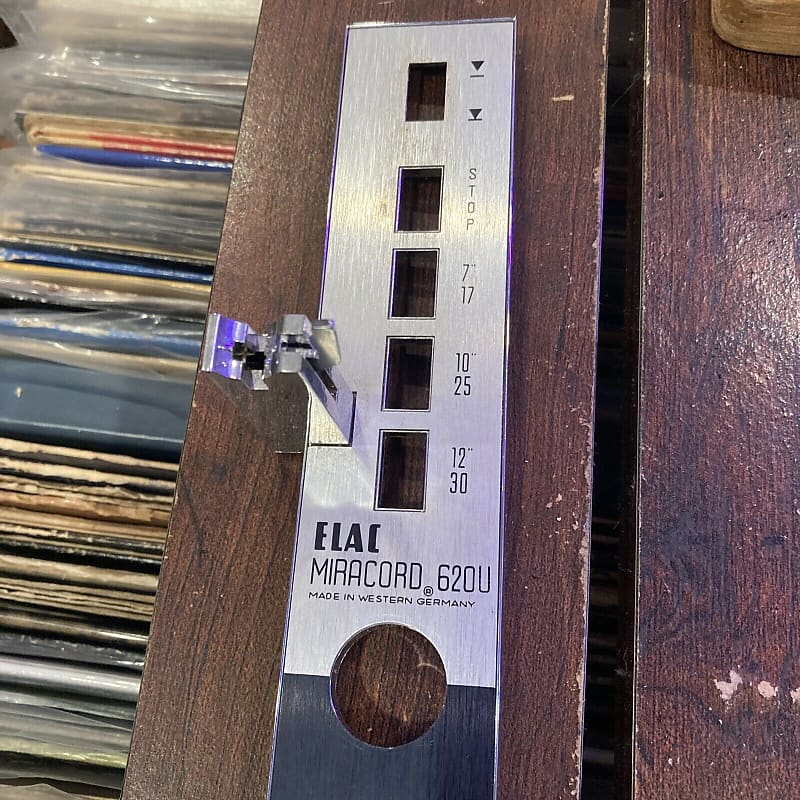 STOP
7"
17
10"
25
12"
30
ELAC
MIRACORD® 620U
MADE IN WESTERN GERMANY